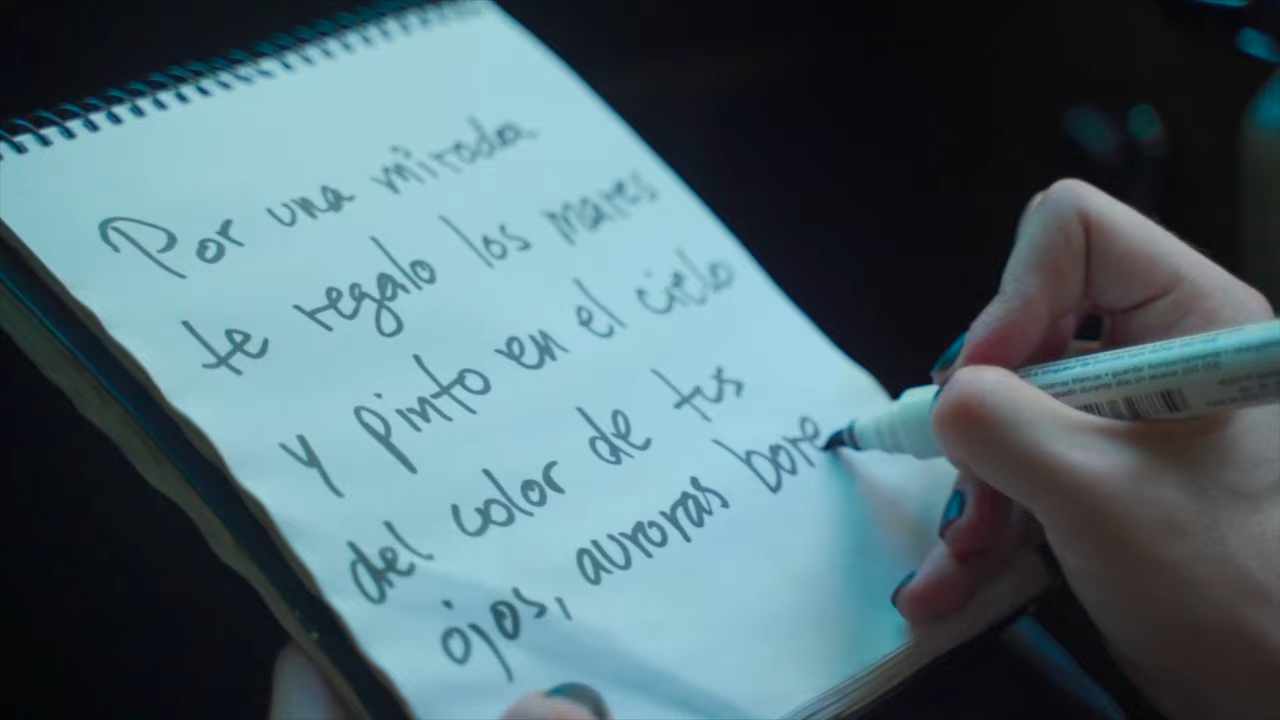 Por una mirada
te regalo los mares
y pinto en el cielo
del color de tus
ojos, auroras bore